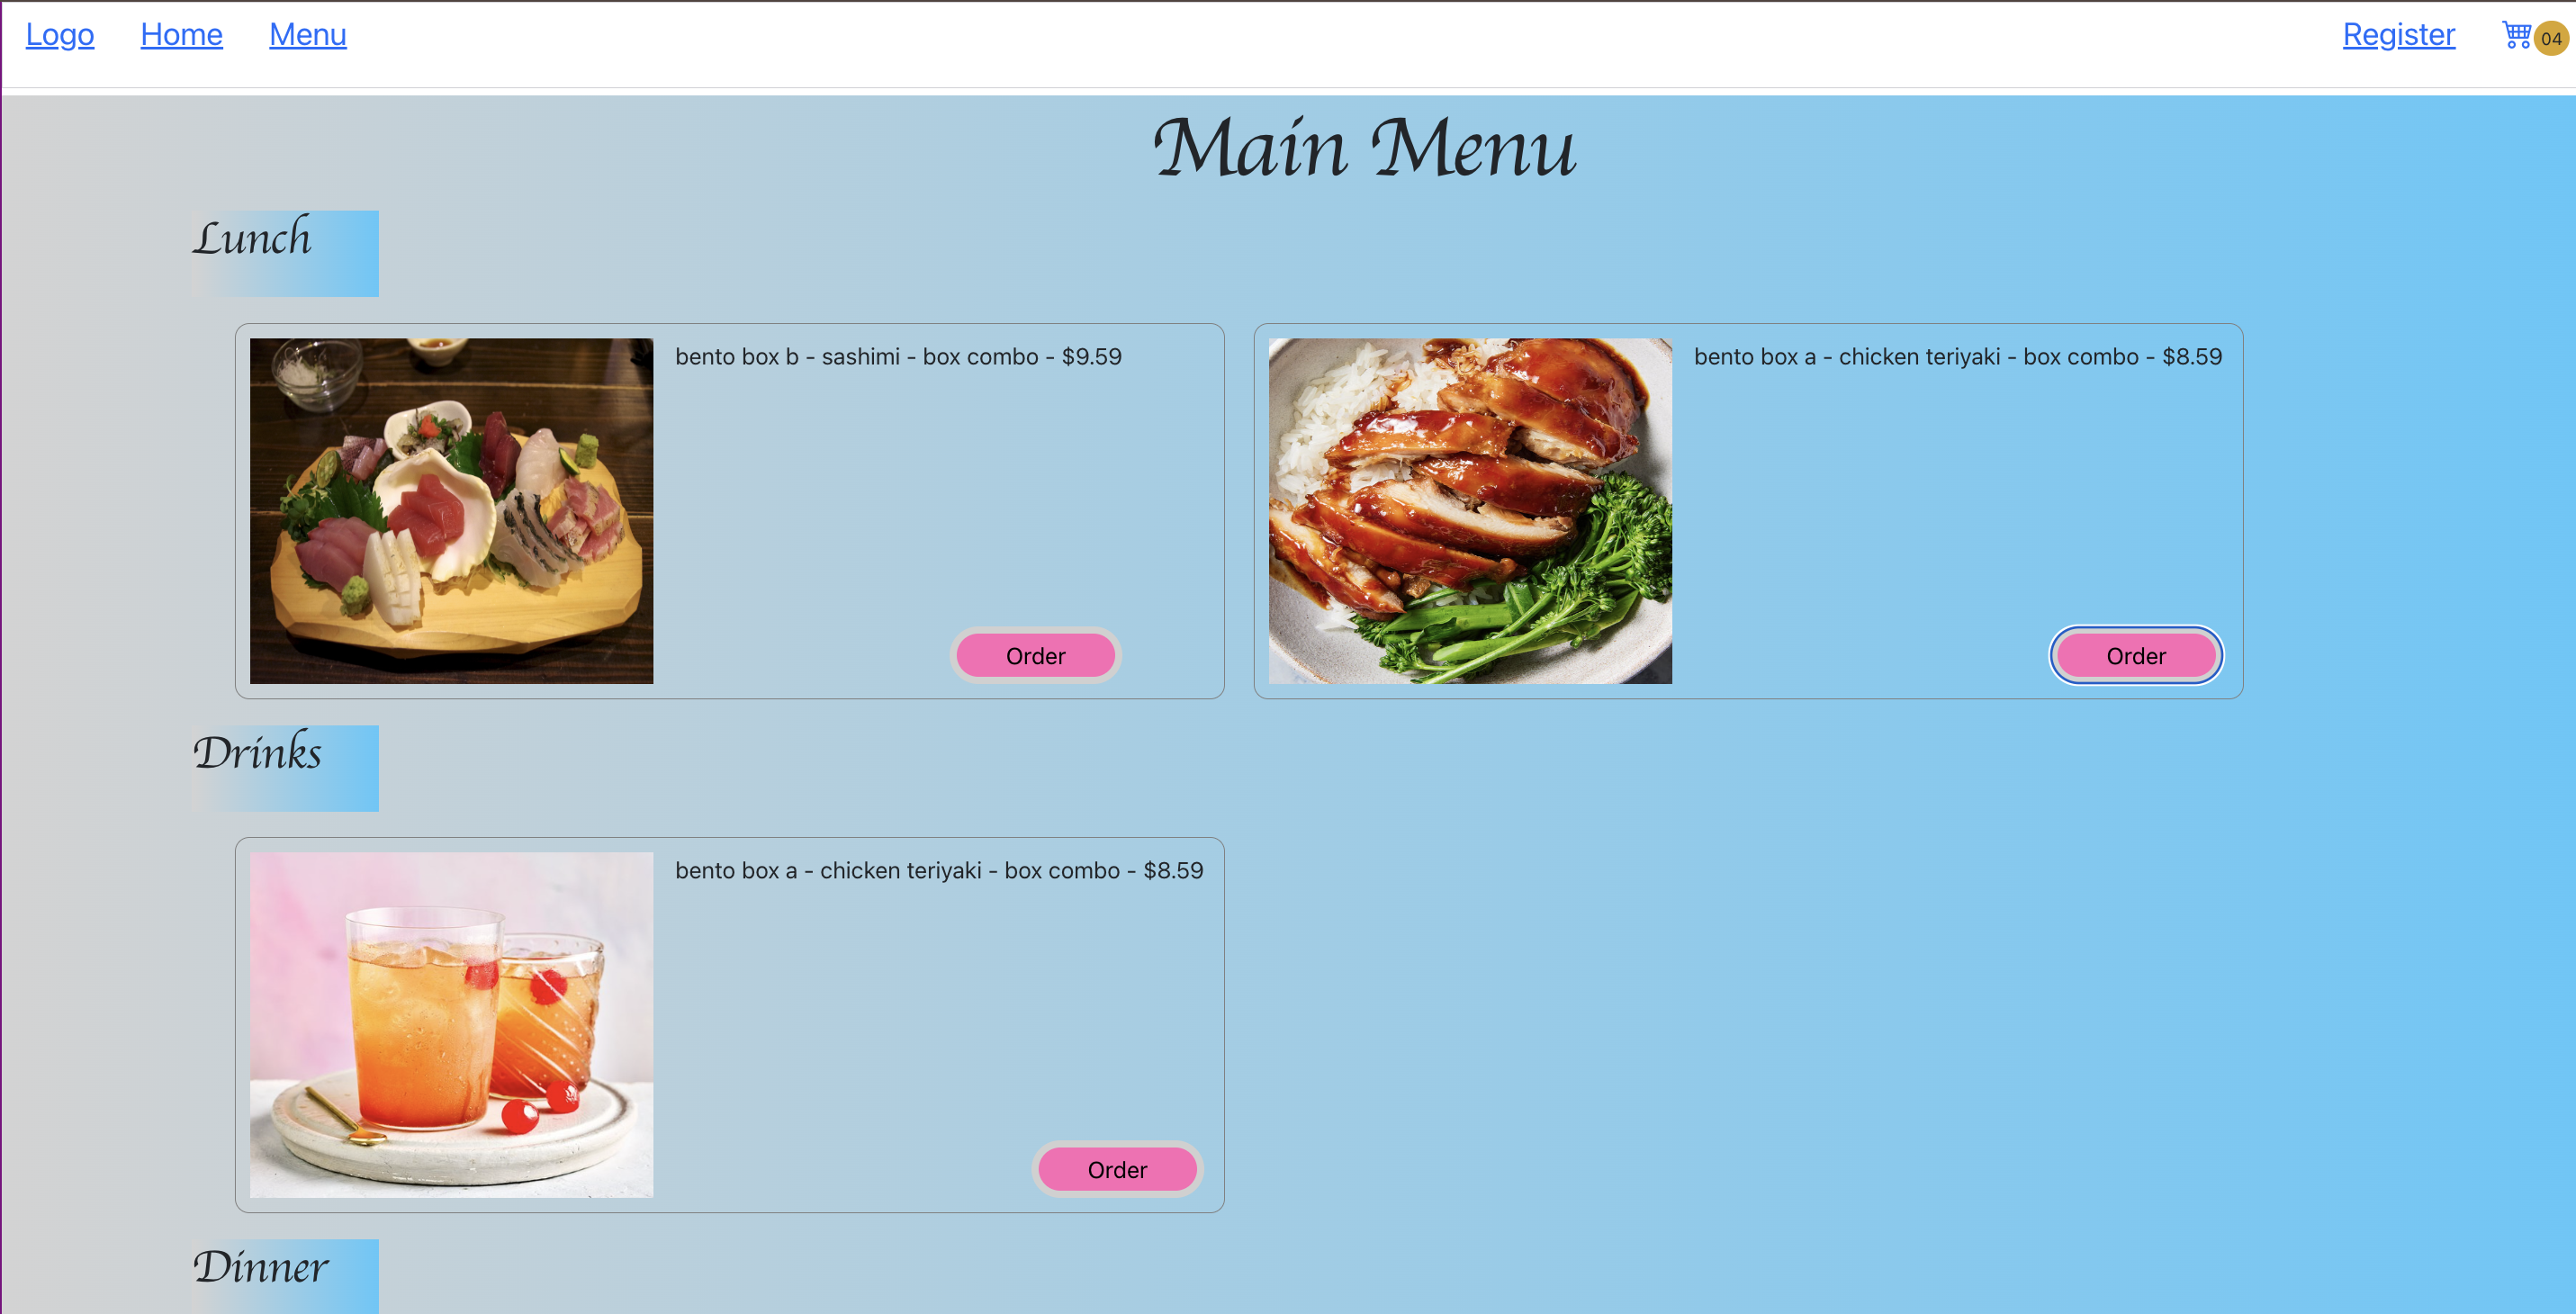 Logo Home Menu Register 04
Main Menu
Lunch
bento box b - sashimi - box combo - $9.59
Order
bento box a - chicken teriyaki - box combo - $8.59
Order
Drinks
bento box a - chicken teriyaki - box combo - $8.59
Order
Dinner